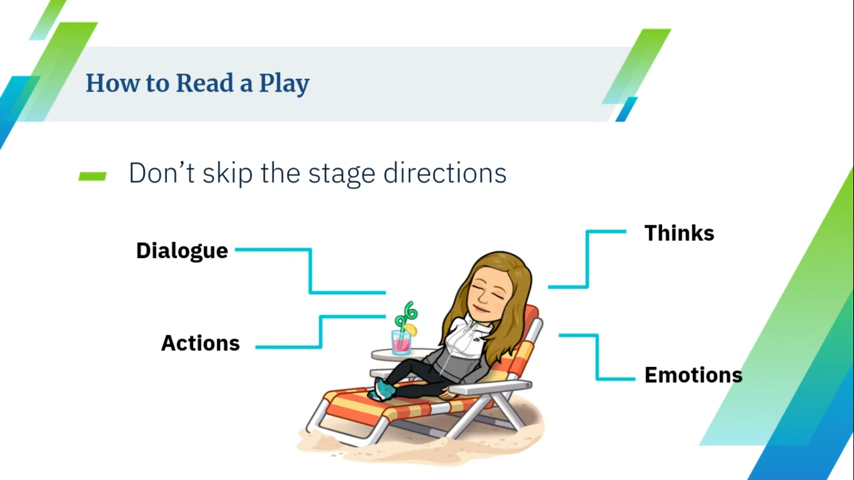 How to Read a Play
Don't skip the stage directions
Dialogue
Thinks
Actions
Emotions